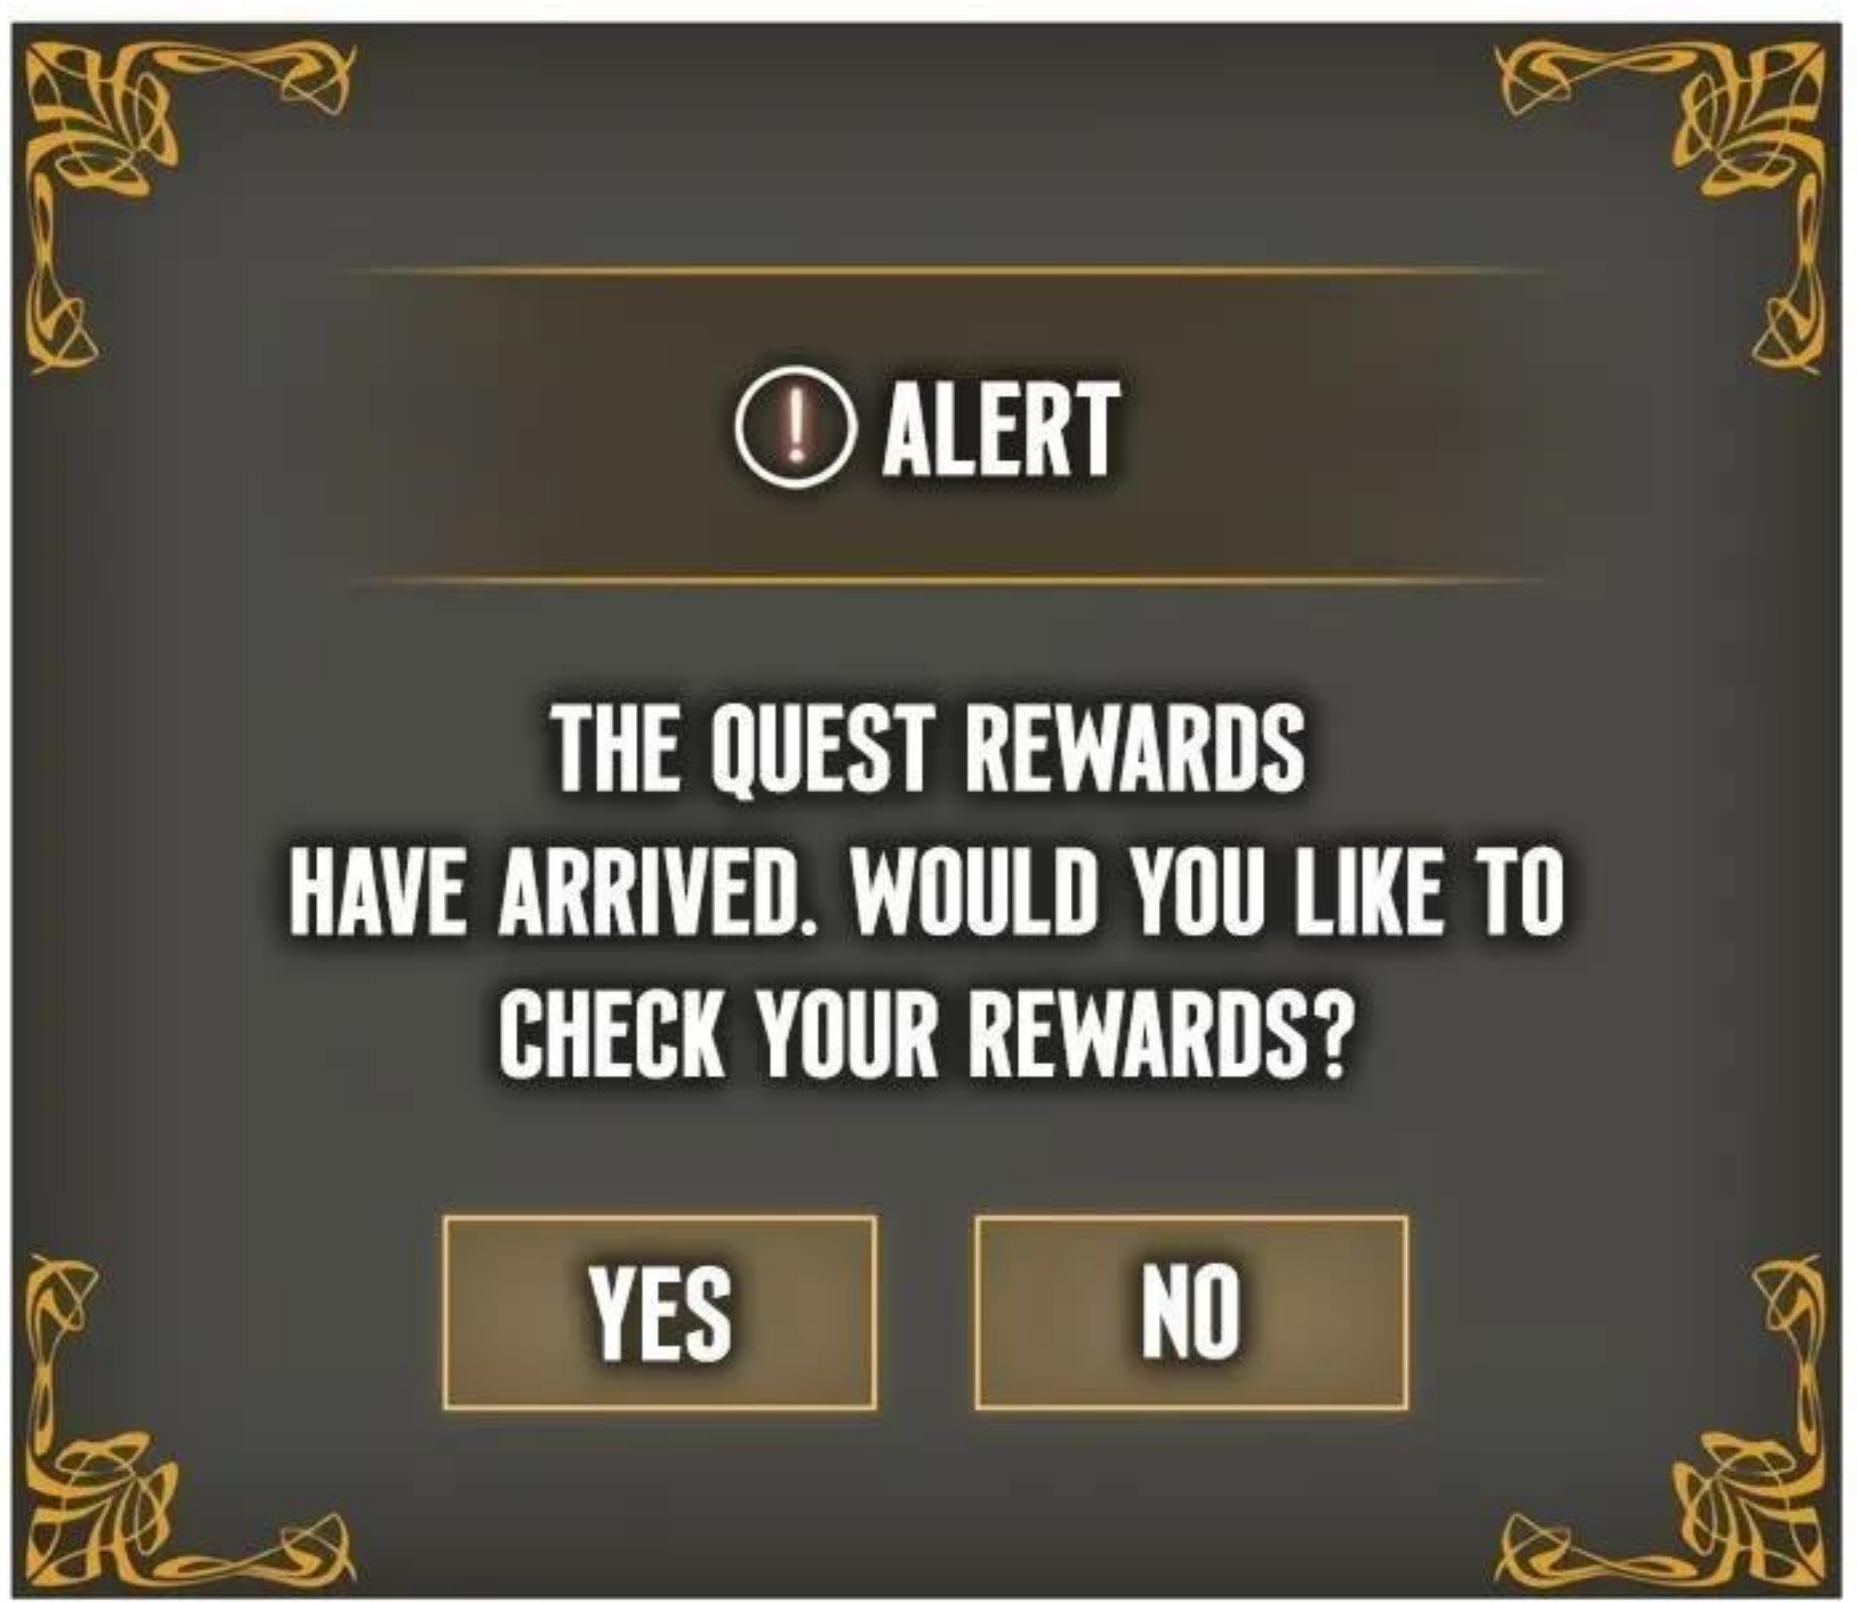 ! ALERT
THE QUEST REWARDS
HAVE ARRIVED. WOULD YOU LIKE TO
CHECK YOUR REWARDS?
YES NO